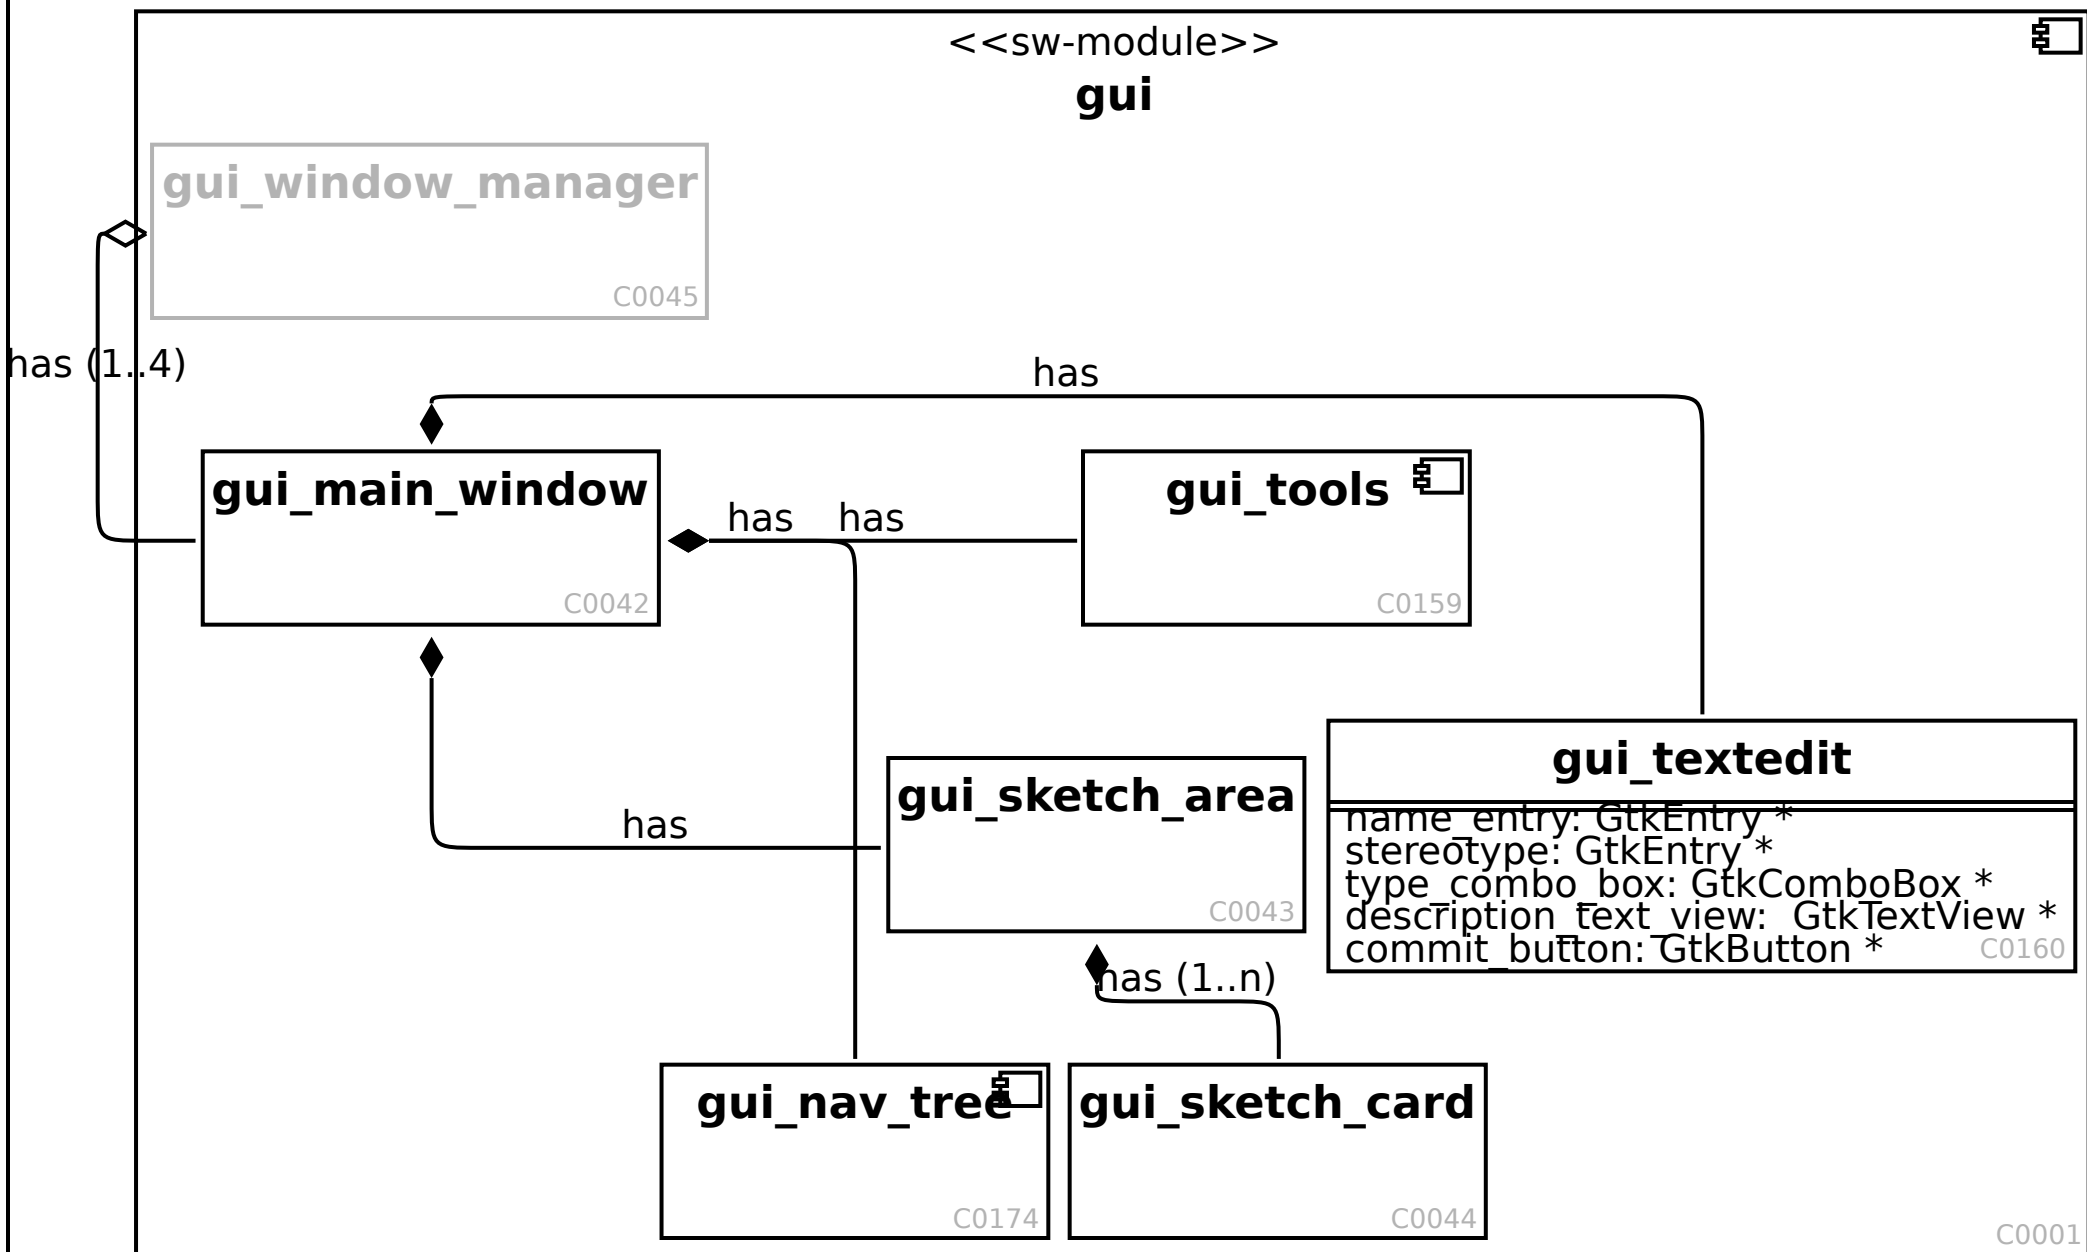 <<sw-module>>
gui
gui_window_manager
C0045
has (1..4)
has
gui_main_window
C0042
has
has
gui_tools
C0159
has
gui_sketch_area
C0043
gui_textedit
name_entry: GtkEntry *
stereotype: GtkEntry *
type_combo_box: GtkComboBox *
description_text_view:  GtkTextView *
commit_button: GtkButton *
C0160
has (1..n)
gui_nav_tree
C0174
gui_sketch_card
C0044
C0001